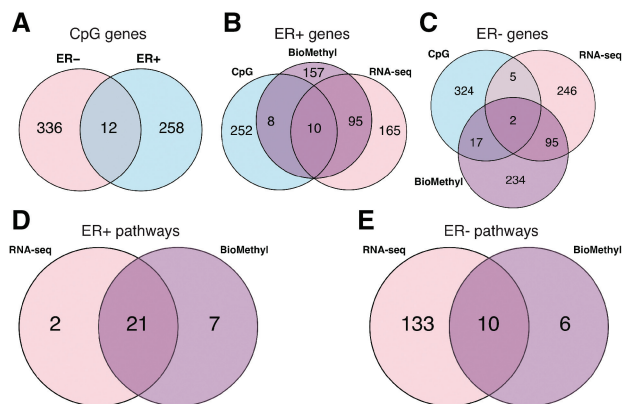 A
CpG genes
ER−
ER+
336
12
258
B
ER+ genes
BioMethyl
CpG
157
RNA-seq
252
8
10
95
165
C
ER- genes
CpG
RNA-seq
5
324
246
2
17
95
BioMethyl
234
D
ER+ pathways
RNA-seq
BioMethyl
2
21
7
E
ER- pathways
RNA-seq
BioMethyl
133
10
6